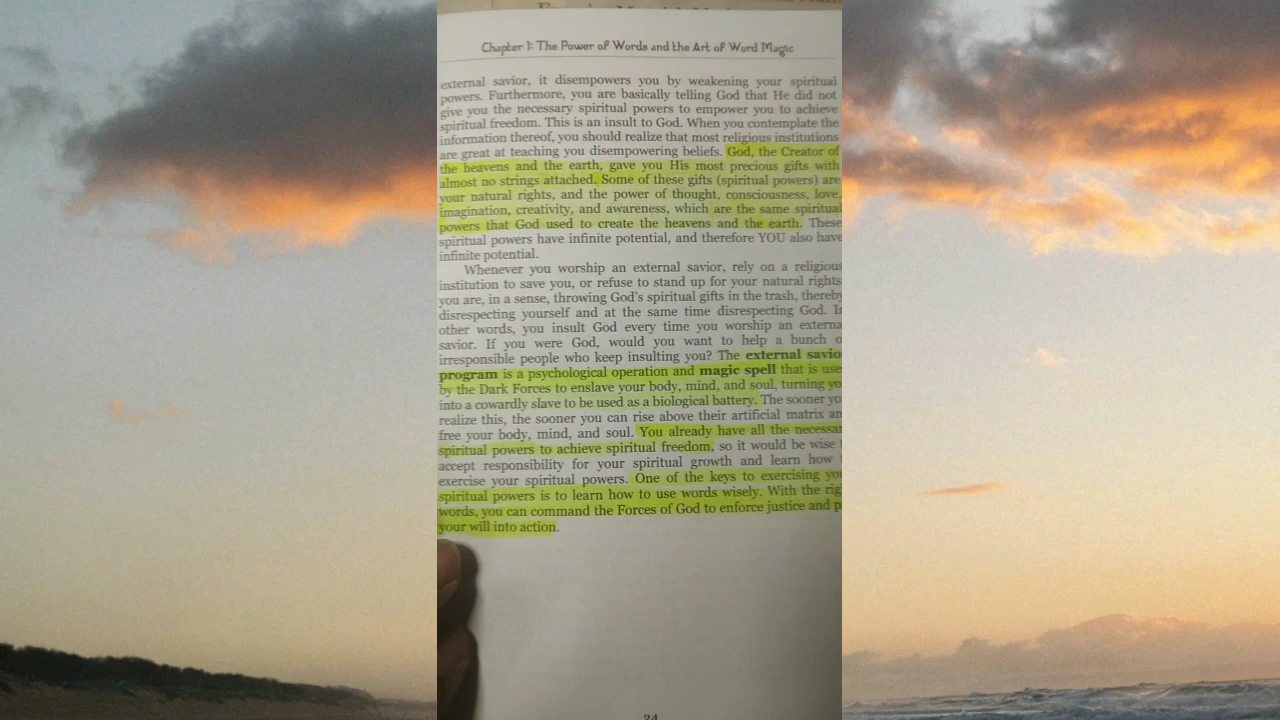 Chapter 1: The Power of Words and the Art of Word Magic
external savior, it disempowers you by weakening your spiritual
powers. Furthermore, you are basically telling God that He did not
give you the necessary spiritual powers to empower you to achieve
spiritual freedom. This is an insult to God. When you contemplate the
information thereof, you should realize that most religious institutions
are great at teaching you disempowering beliefs. God, the Creator of
the heavens and the earth, gave you His most precious gifts with
almost no strings attached. Some of these gifts (spiritual powers) are
your natural rights, and the power of thought, consciousness, love,
imagination, creativity, and awareness, which are the same spiritual
powers that God used to create the heavens and the earth. These
spiritual powers have infinite potential, and therefore YOU also have
infinite potential.
Whenever you worship an external savior, rely on a religious
institution to save you, or refuse to stand up for your natural rights
you are, in a sense, throwing God's spiritual gifts in the trash, thereby
disrespecting yourself and at the same time disrespecting God. I
other words, you insult God every time you worship an externa
savior. If you were God, would you want to help a bunch o
irresponsible people who keep insulting you? The external savio
program is a psychological operation and magic spell that is use
by the Dark Forces to enslave your body, mind, and soul, turning yo
into a cowardly slave to be used as a biological battery. The sooner yo
realize this, the sooner you can rise above their artificial matrix an
free your body, mind, and soul. You already have all the necessar
spiritual powers to achieve spiritual freedom, so it would be wise
accept responsibility for your spiritual growth and learn how
exercise your spiritual powers. One of the keys to exercising yo
spiritual powers is to learn how to use words wisely. With the rig
words, you can command the Forces of God to enforce justice and p
your will into action.
24